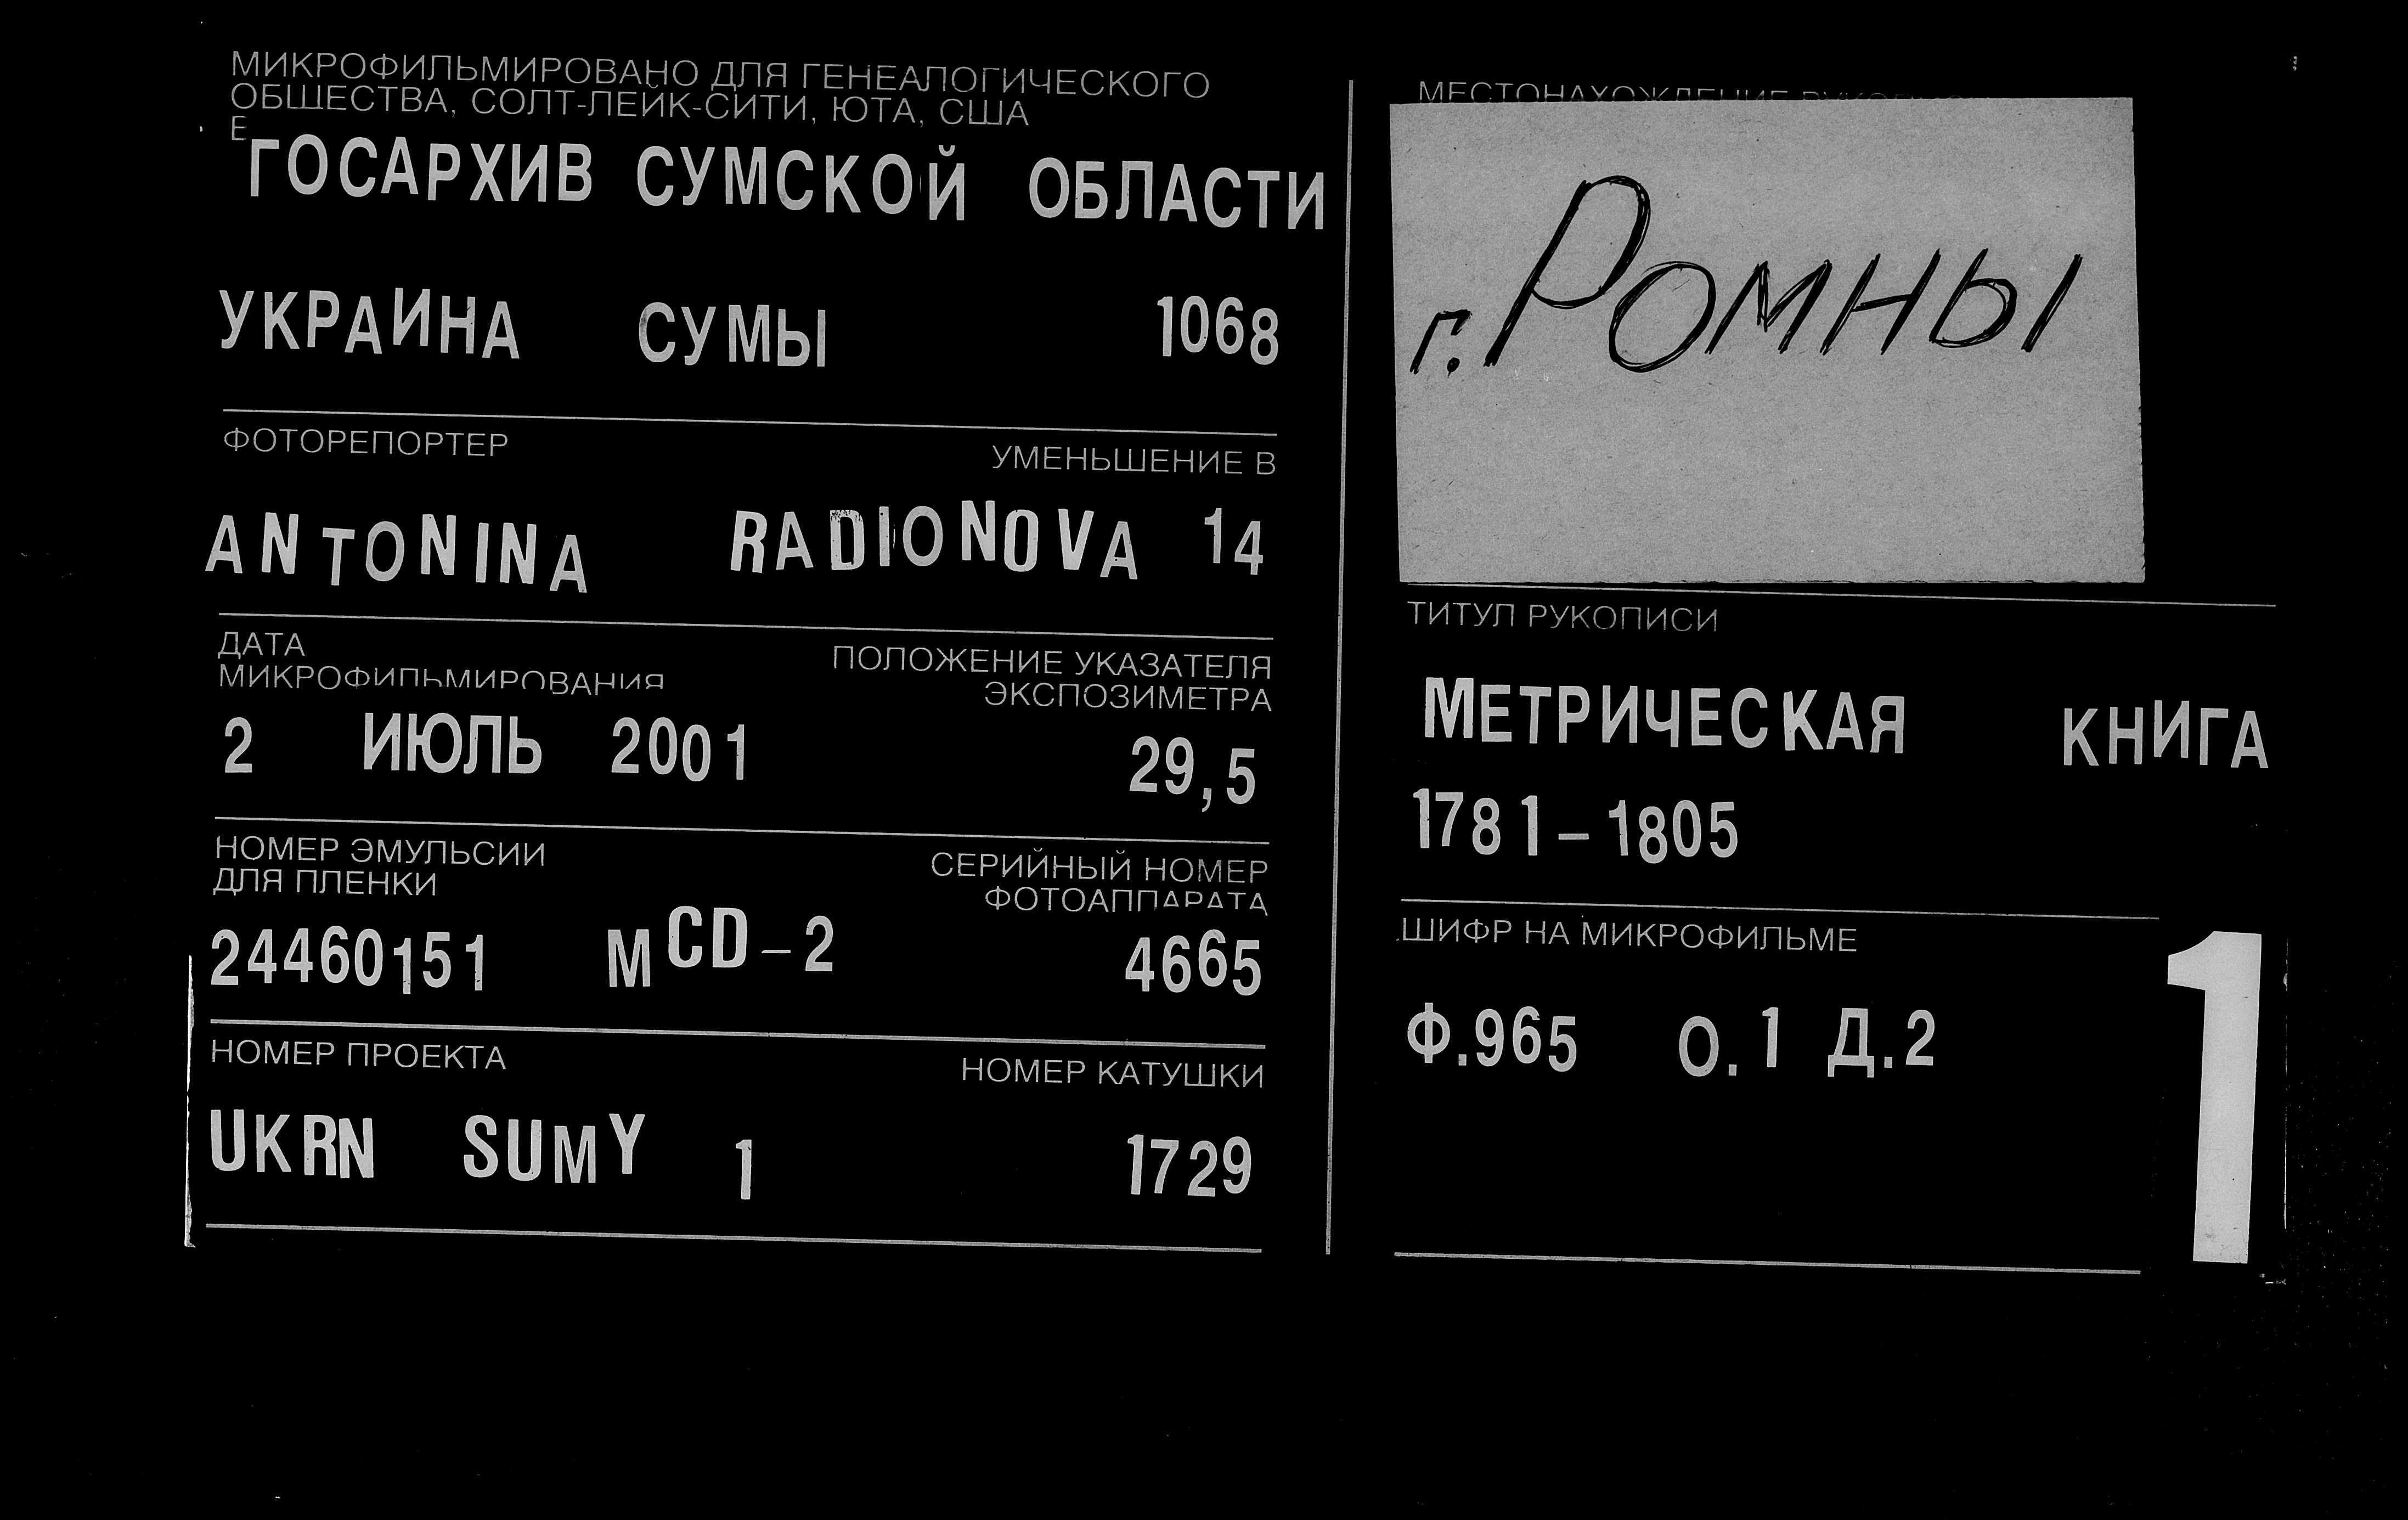 МИКРОФИЛЬМИРОВАНО ДЛЯ ГЕНЕАЛОГИЧЕСКОГО
ОБЩЕСТВА, СОЛТ-ЛЕЙК-СИТИ, ЮТА, США
Е
ГОСАРХИВ СУМСКОЙ ОБЛАСТИ
УКРАИНА СУМЫ 1068
ФОТОРЕПОРТЕР УМЕНЬШЕНИЕ В
ANTONINA RADIONOVA 14
ДАТА
МИКРОФИЛЬМИРОВАНИЯ
ПОЛОЖЕНИЕ УКАЗАТЕЛЯ
ЭКСПОЗИМЕТРА
2 ИЮЛЬ 2001 29,5
НОМЕР ЭМУЛЬСИИ
ДЛЯ ПЛЕНКИ
СЕРИЙНЫЙ НОМЕР
ФОТОАППАРАТА
24460151 MCD-2 4665
НОМЕР ПРОЕКТА НОМЕР КАТУШКИ
UKRN SUMY 1 1729
МЕСТОНАХОЖДЕНИЕ
г. Ромны
ТИТУЛ РУКОПИСИ
МЕТРИЧЕСКАЯ КНИГА
1781-1805
ШИФР НА МИКРОФИЛЬМЕ
Ф.965 О.1 Д.2
1